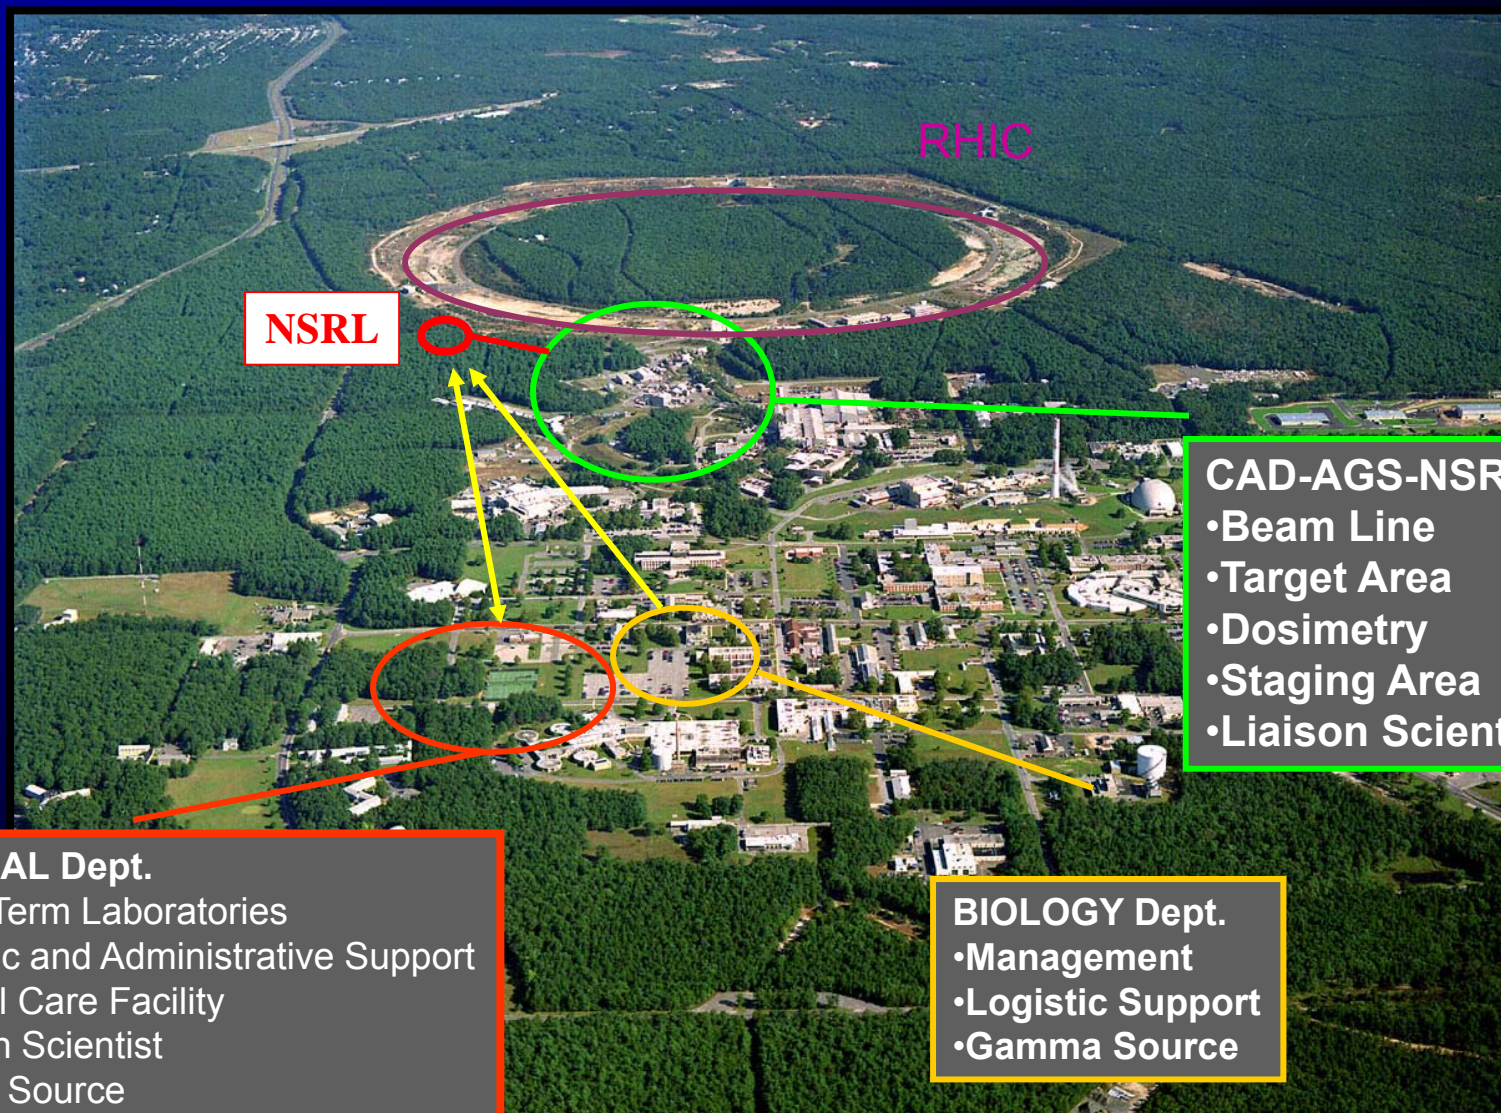 RHIC
NSRL
CAD-AGS-NSR
•Beam Line
•Target Area
•Dosimetry
•Staging Area
•Liaison Scient
AL Dept.
Term Laboratories
c and Administrative Support
l Care Facility
n Scientist
Source
BIOLOGY Dept.
•Management
•Logistic Support
•Gamma Source